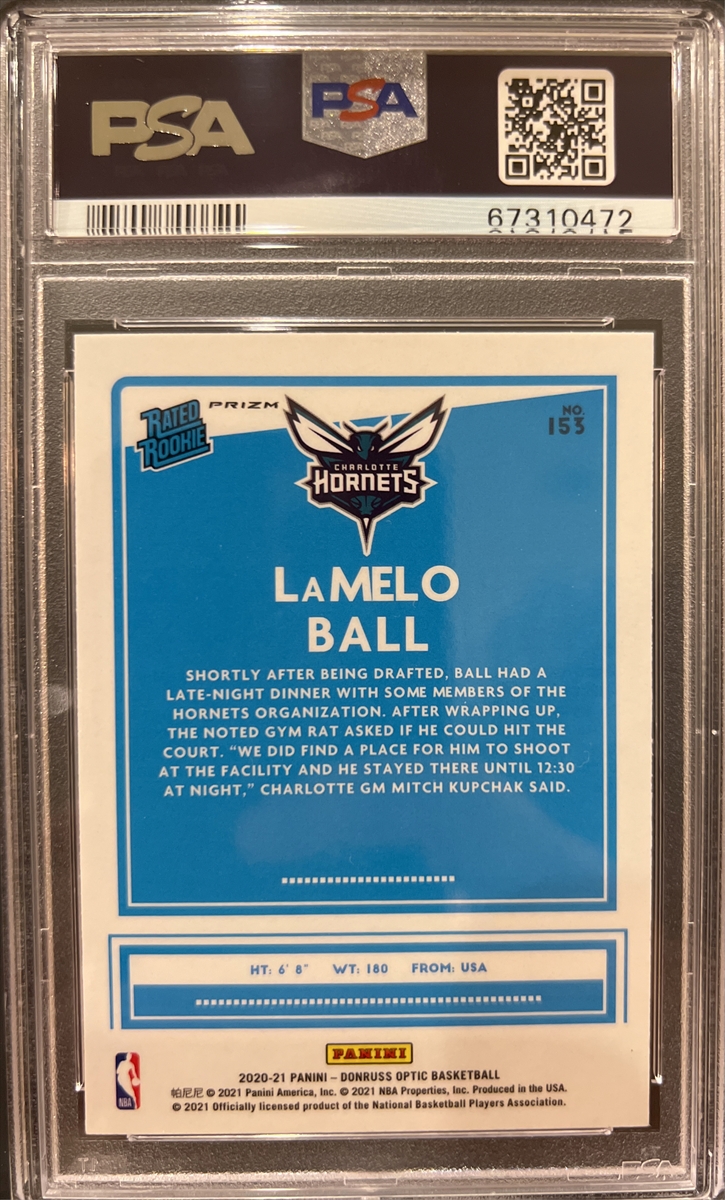 PSA
PSA
67310472
RATED
ROOKIE
PRIZM
NO.
153
CHARLOTTE
HORNETS
LaMELO
BALL
SHORTLY AFTER BEING DRAFTED, BALL HAD A
LATE-NIGHT DINNER WITH SOME MEMBERS OF THE
HORNETS ORGANIZATION. AFTER WRAPPING UP,
THE NOTED GYM RAT ASKED IF HE COULD HIT THE
COURT. “WE DID FIND A PLACE FOR HIM TO SHOOT
AT THE FACILITY AND HE STAYED THERE UNTIL 12:30
AT NIGHT,” CHARLOTTE GM MITCH KUPCHAK SAID.
HT: 6' 8" WT: 180 FROM: USA
PANINI
2020-21 PANINI – DONRUSS OPTIC BASKETBALL
帕尼尼 © 2021 Panini America, Inc. © 2021 NBA Properties, Inc. Produced in the USA.
© 2021 Officially licensed product of the National Basketball Players Association.
NBA
PSA